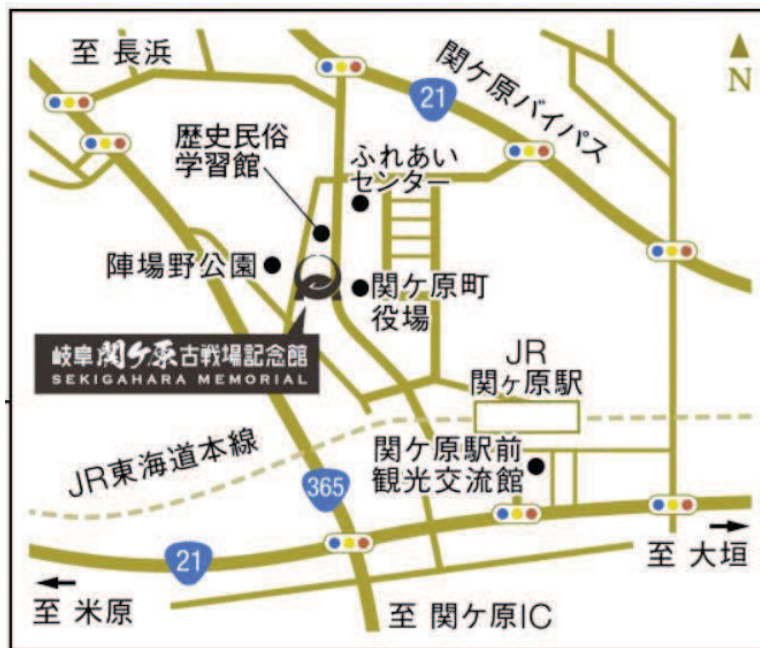 至 長浜
21
関ケ原バイパス
N
歴史民俗
学習館
ふれあい
センター
陣場野公園
関ケ原町
役場
岐阜関ケ原古戦場記念館
SEKIGAHARA MEMORIAL
JR
関ヶ原駅
JR東海道本線
関ケ原駅前
観光交流館
365
21
至 大垣
至 米原
至 関ケ原IC